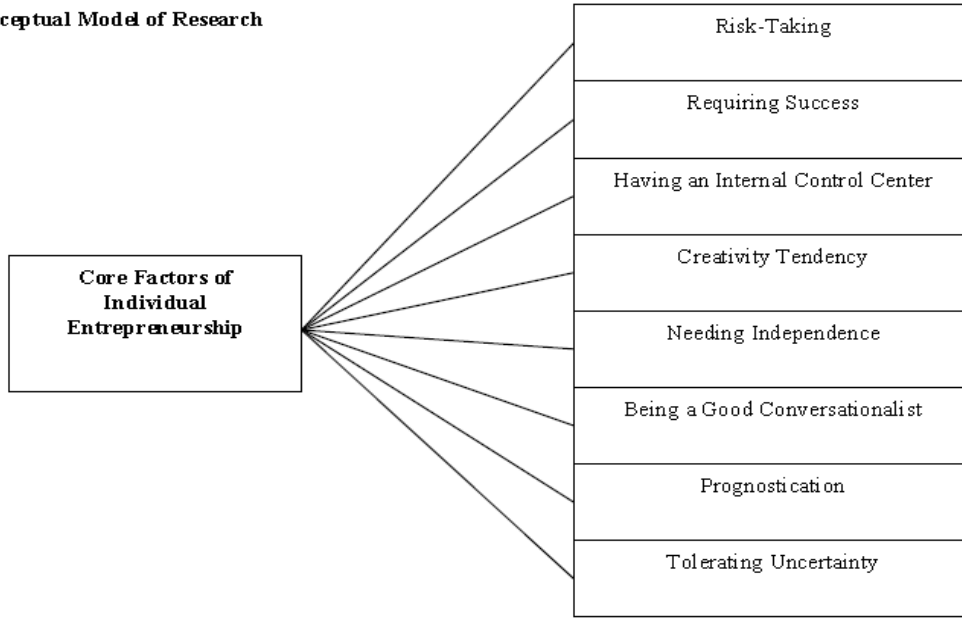 ceptual Model of Research
Risk-Taking
Requiring Success
Having an Internal Control Center
Creativity Tendency
Core Factors of
Individual
Entrepreneurship
Needing Independence
Being a Good Conversationalist
Prognostication
Tolerating Uncertainty